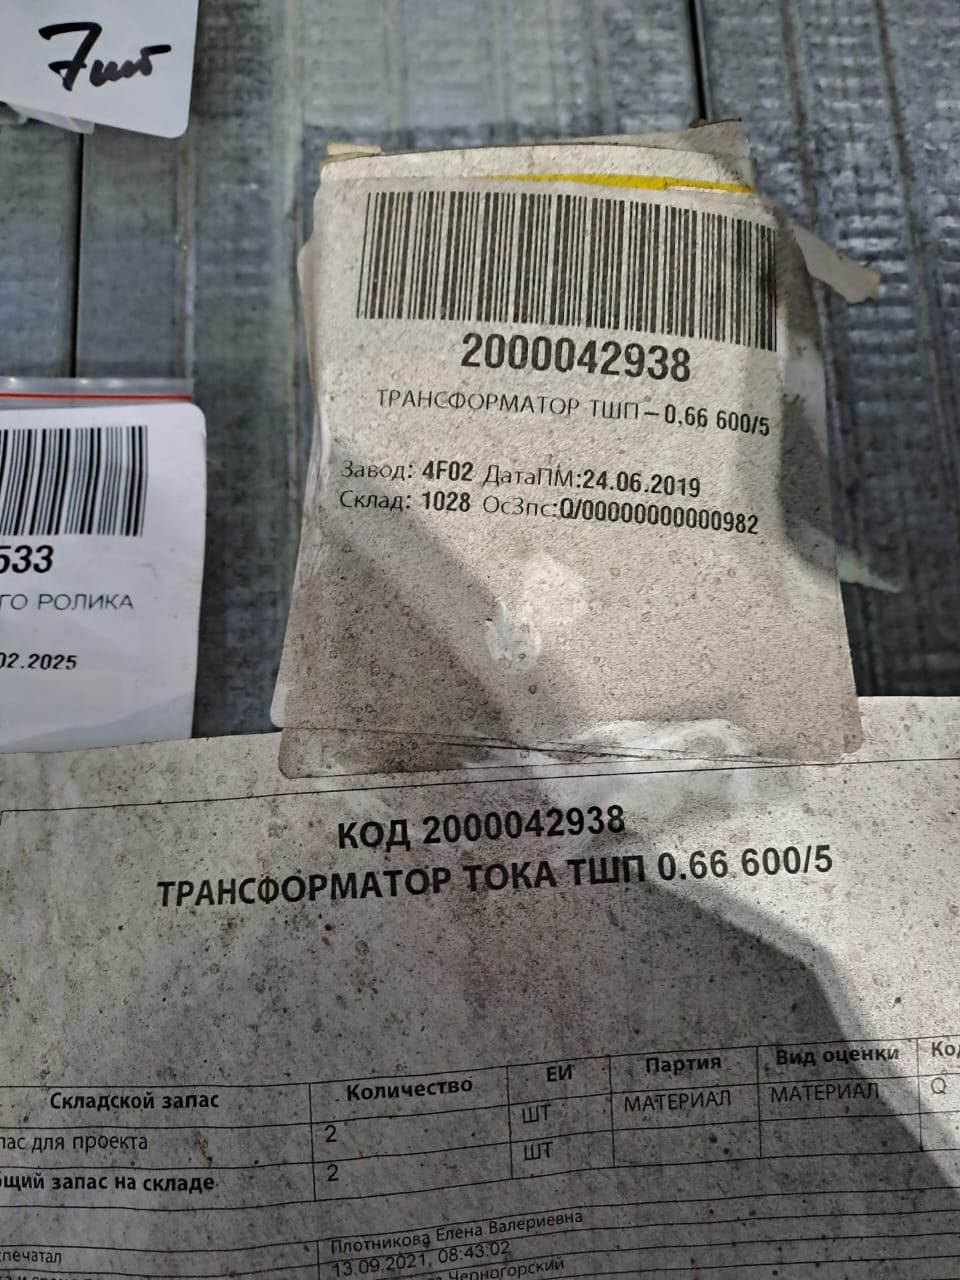 7шт
2000042938
ТРАНСФОРМАТОР ТШП-0,66 600/5
Завод: 4F02 ДатаПМ:24.06.2019
Склад: 1028 ОсЗпс:Q/00000000000982
533
ГО РОЛИКА
02.2025
КОД 2000042938
ТРАНСФОРМАТОР ТОКА ТШП 0.66 600/5
Складской запас Количество ЕИ Партия Вид оценки Код
пас для проекта 2 ШТ МАТЕРИАЛ МАТЕРИАЛ Q
бщий запас на складе 2 ШТ
печатал Плотникова Елена Валериевна
13.09.2021, 08:43:02
Черногорский